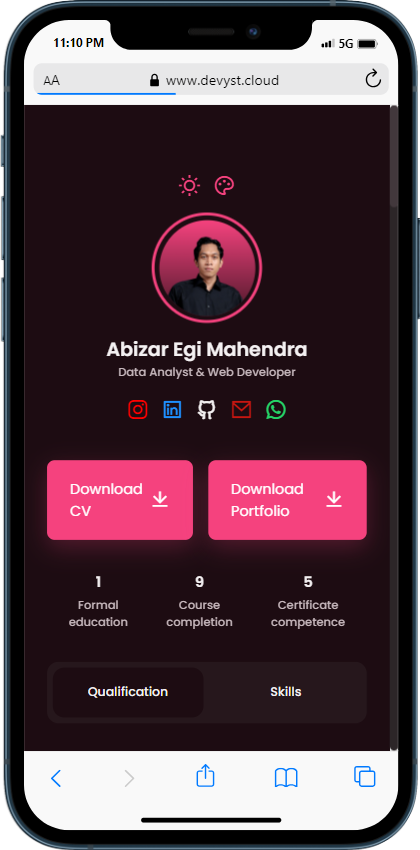 11:10 PM
5G
AA
www.devyst.cloud
Abizar Egi Mahendra
Data Analyst & Web Developer
Download
CV
Download
Portfolio
1
Formal
education
9
Course
completion
5
Certificate
competence
Qualification
Skills